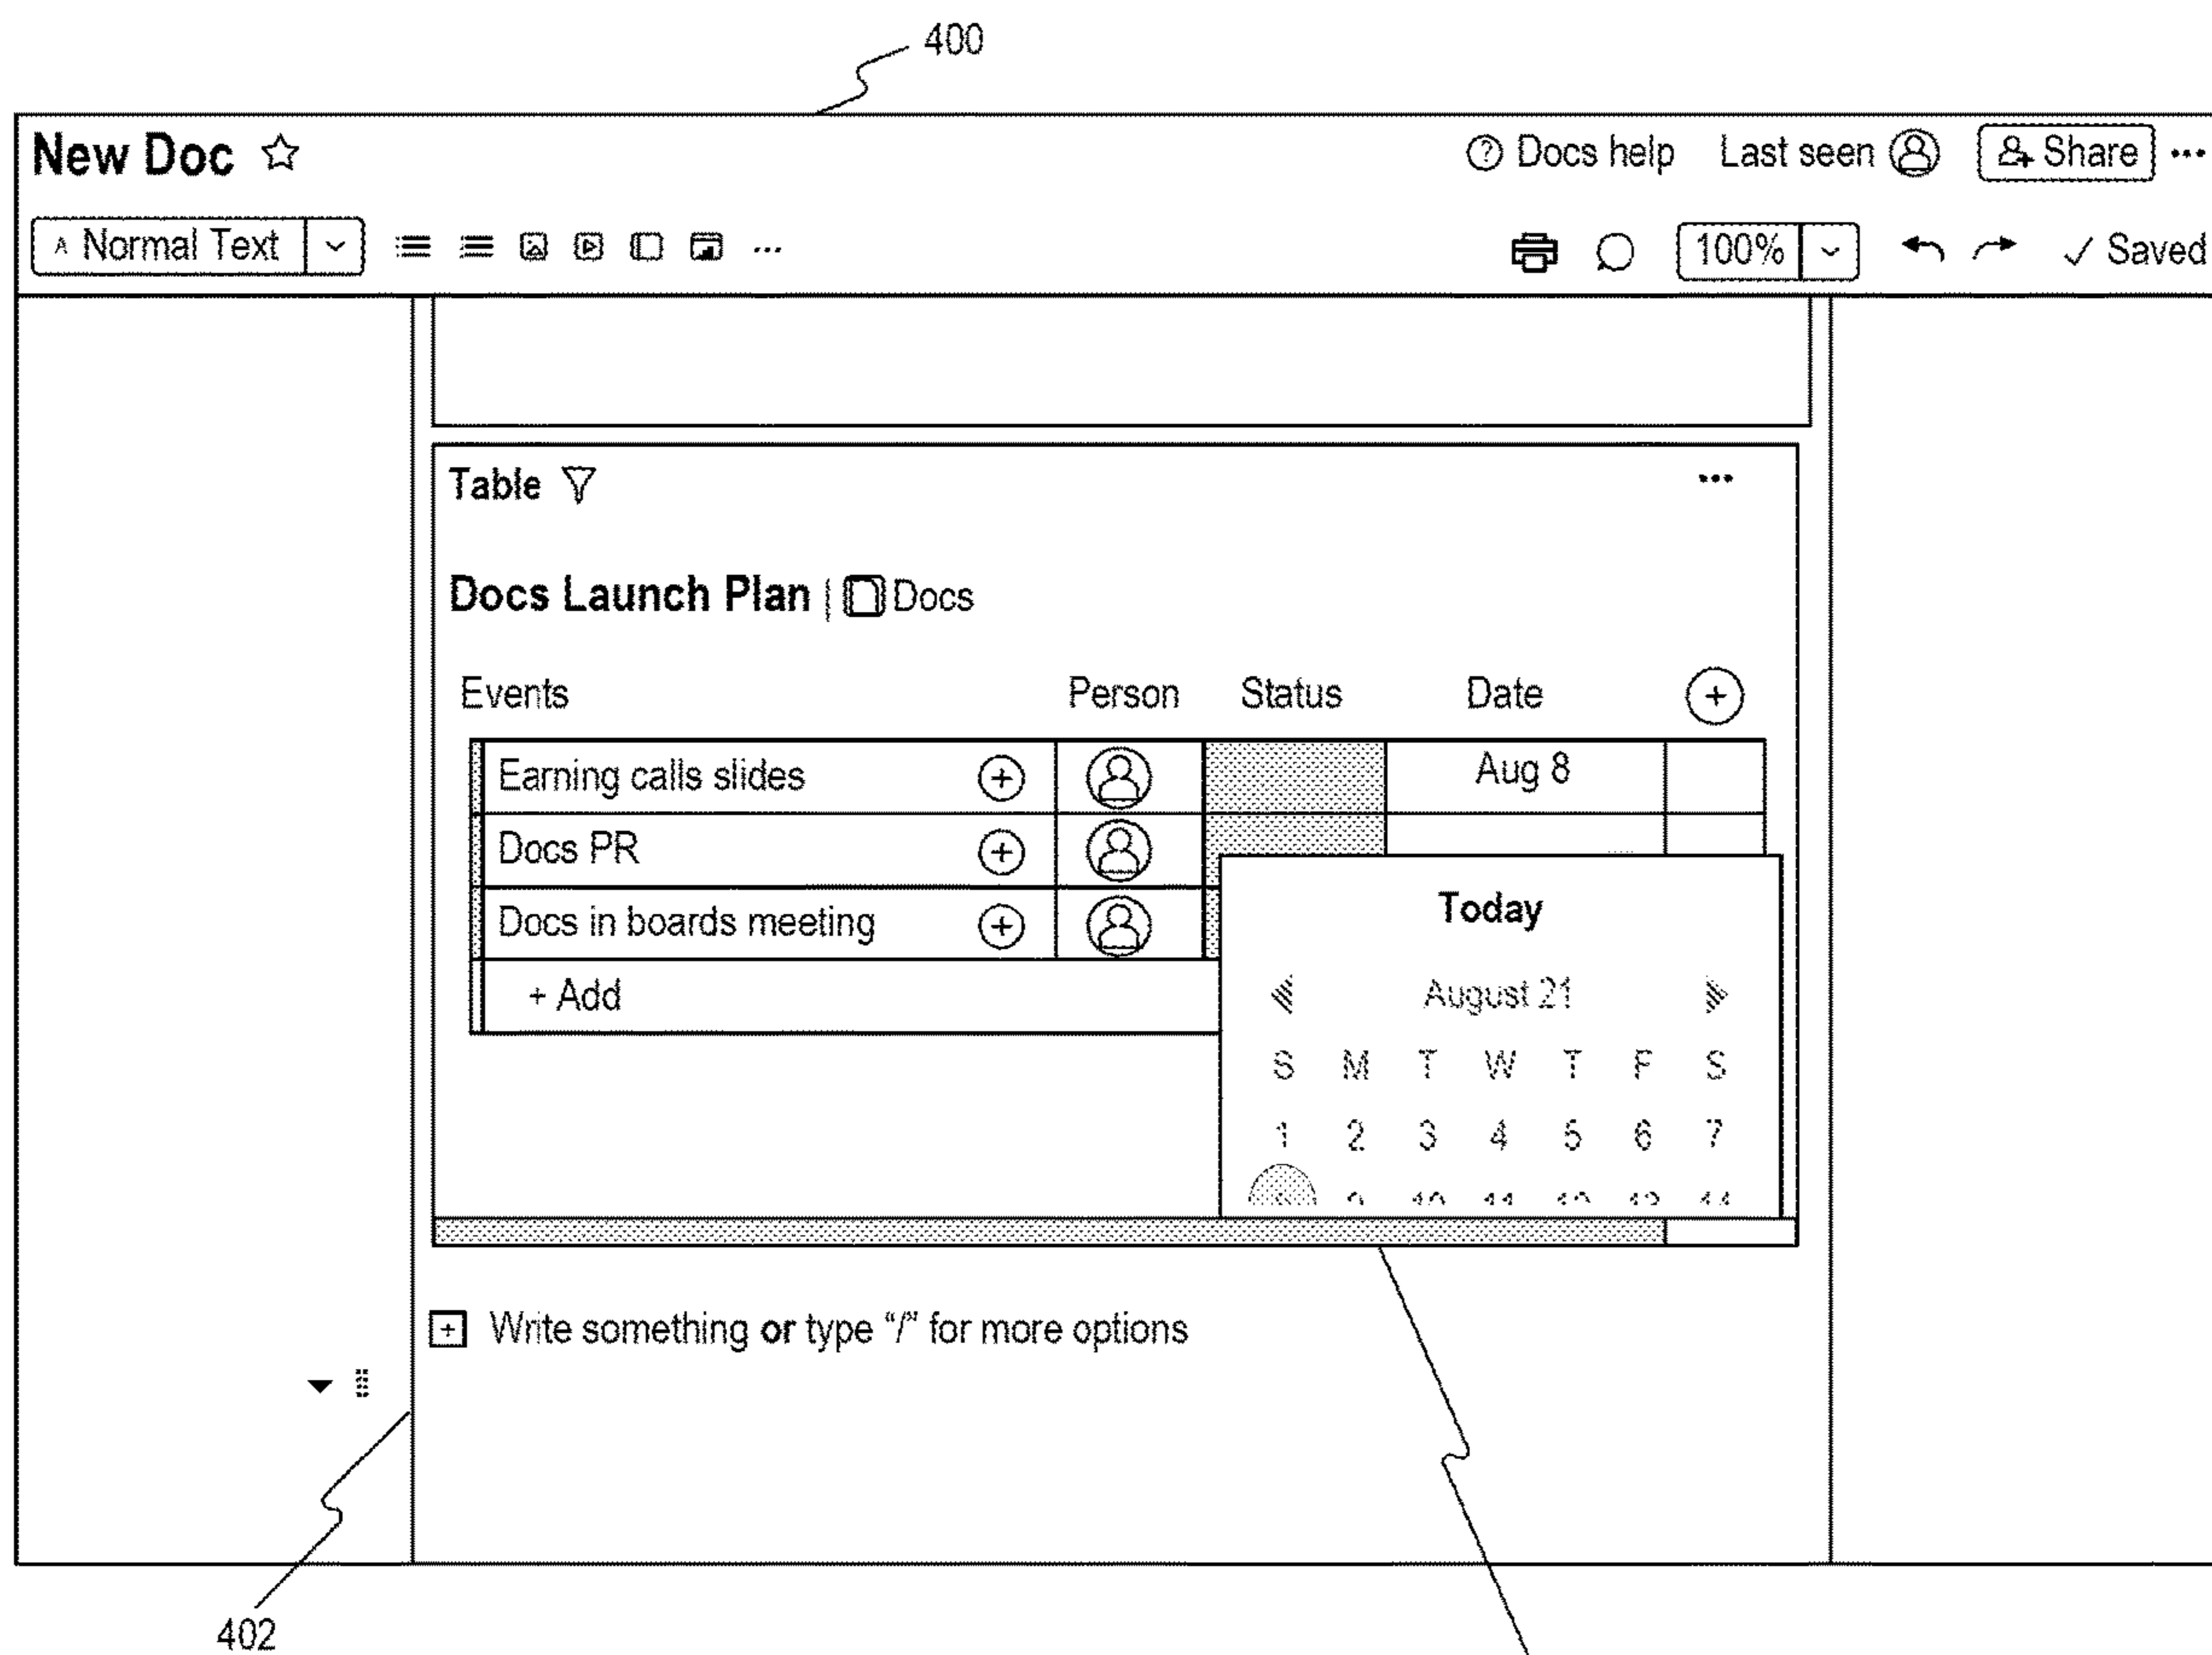 400
New Doc
Docs help Last seen Share ...
A Normal Text ... 100% Saved
Table ...
Docs Launch Plan | Docs
Events Person Status Date +
Earning calls slides + Aug 8
Docs PR +
Docs in boards meeting +
+ Add
Today
August 21
S M T W T F S
1 2 3 4 5 6 7
+ Write something or type “/” for more options
402